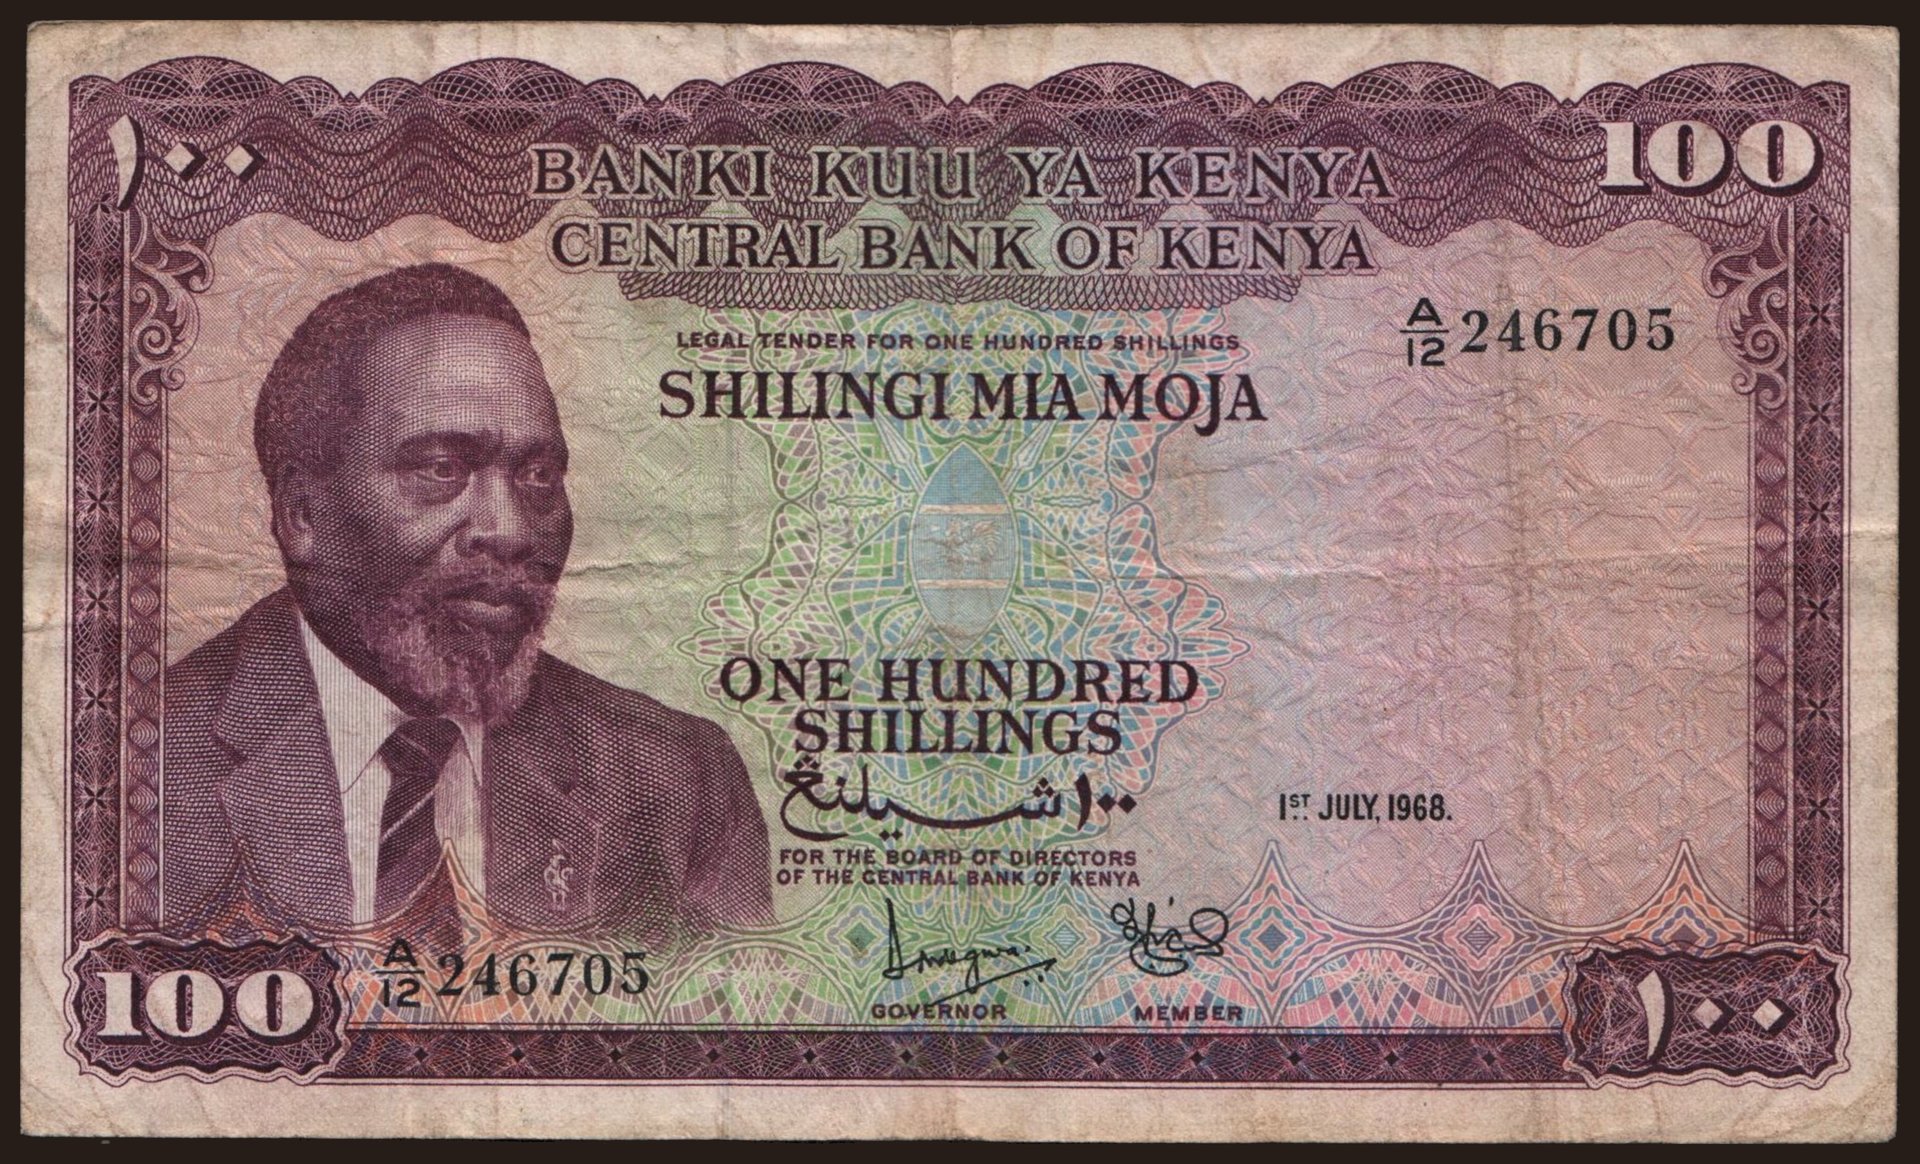 ١٠٠
100
BANKI KUU YA KENYA
CENTRAL BANK OF KENYA
A/12 246705
LEGAL TENDER FOR ONE HUNDRED SHILLINGS
SHILINGI MIA MOJA
ONE HUNDRED
SHILLINGS
١٠٠ شيلنڠ
1ST JULY, 1968.
FOR THE BOARD OF DIRECTORS
OF THE CENTRAL BANK OF KENYA
A/12 246705
GOVERNOR
MEMBER
100
١٠٠